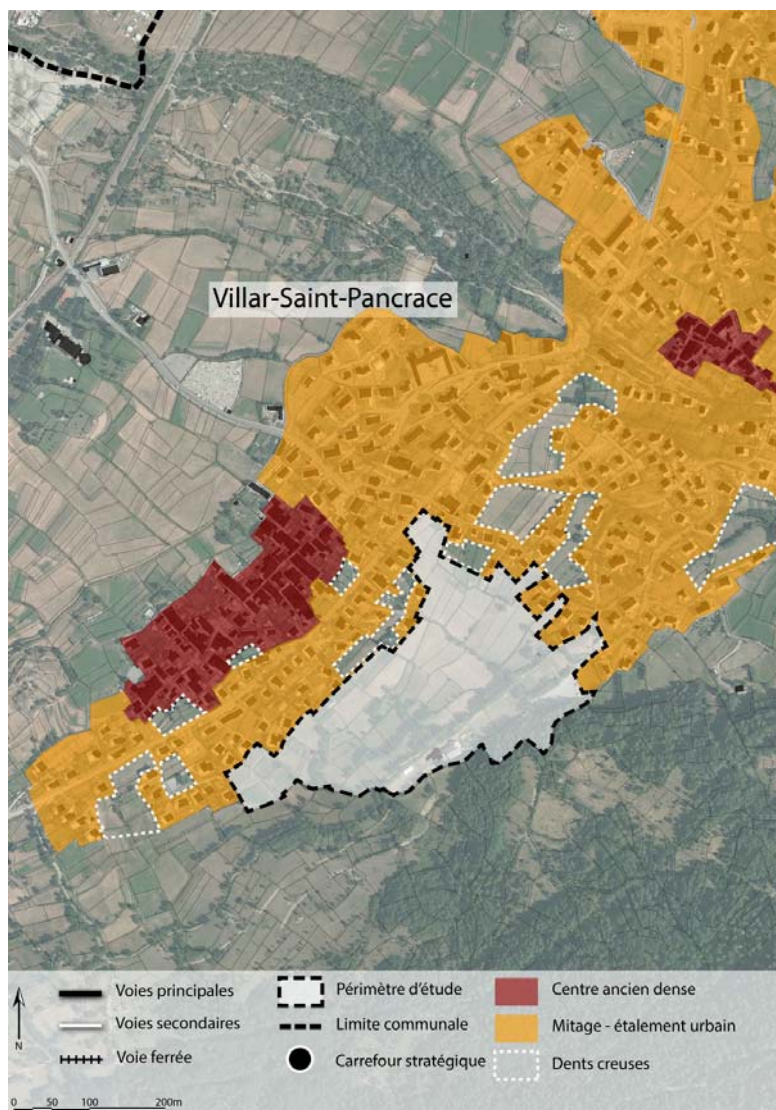 Villar-Saint-Pancrace
Voies principales
Voies secondaires
Voie ferrée
Périmètre d'étude
Limite communale
Carrefour stratégique
Centre ancien dense
Mitage - étalement urbain
Dents creuses
N
0 50 100 200m